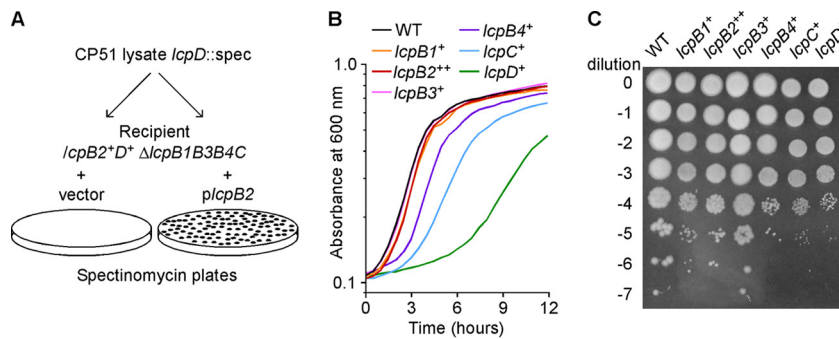 A
CP51 lysate lcpD::spec
Recipient
lcpB2⁺D⁺ ΔlcpB1B3B4C
+ +
vector plcpB2
Spectinomycin plates
B
WT lcpB4⁺
lcpB1⁺ lcpC⁺
lcpB2⁺⁺ lcpD⁺
lcpB3⁺
Absorbance at 600 nm
1.0
0.1
0 3 6 9 12
Time (hours)
C
WT lcpB1⁺ lcpB2⁺⁺ lcpB3⁺ lcpB4⁺ lcpC⁺ lcpD
dilution
0
-1
-2
-3
-4
-5
-6
-7